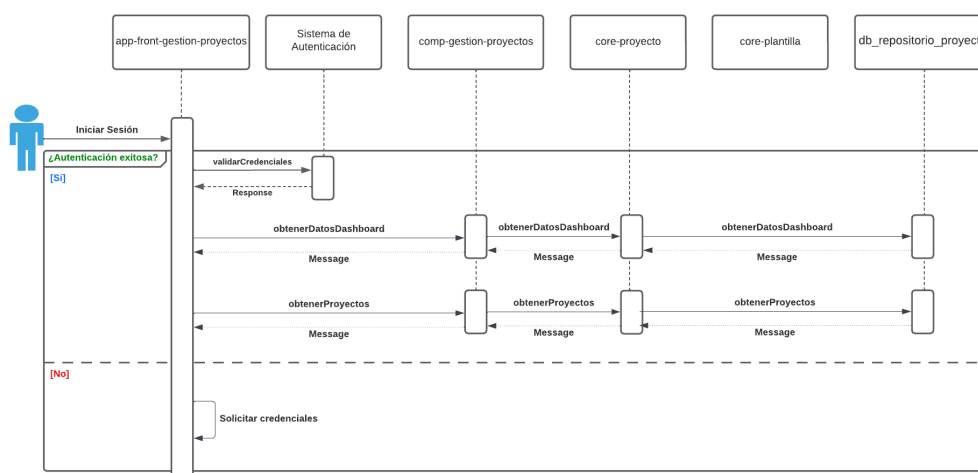 app-front-gestion-proyectos
Sistema de
Autenticación
comp-gestion-proyectos
core-proyecto
core-plantilla
db_repositorio_proyect
Iniciar Sesión
¿Autenticación exitosa?
[Sí]
validarCredenciales
Response
obtenerDatosDashboard
obtenerDatosDashboard
obtenerDatosDashboard
Message
Message
Message
obtenerProyectos
obtenerProyectos
obtenerProyectos
Message
Message
Message
[No]
Solicitar credenciales